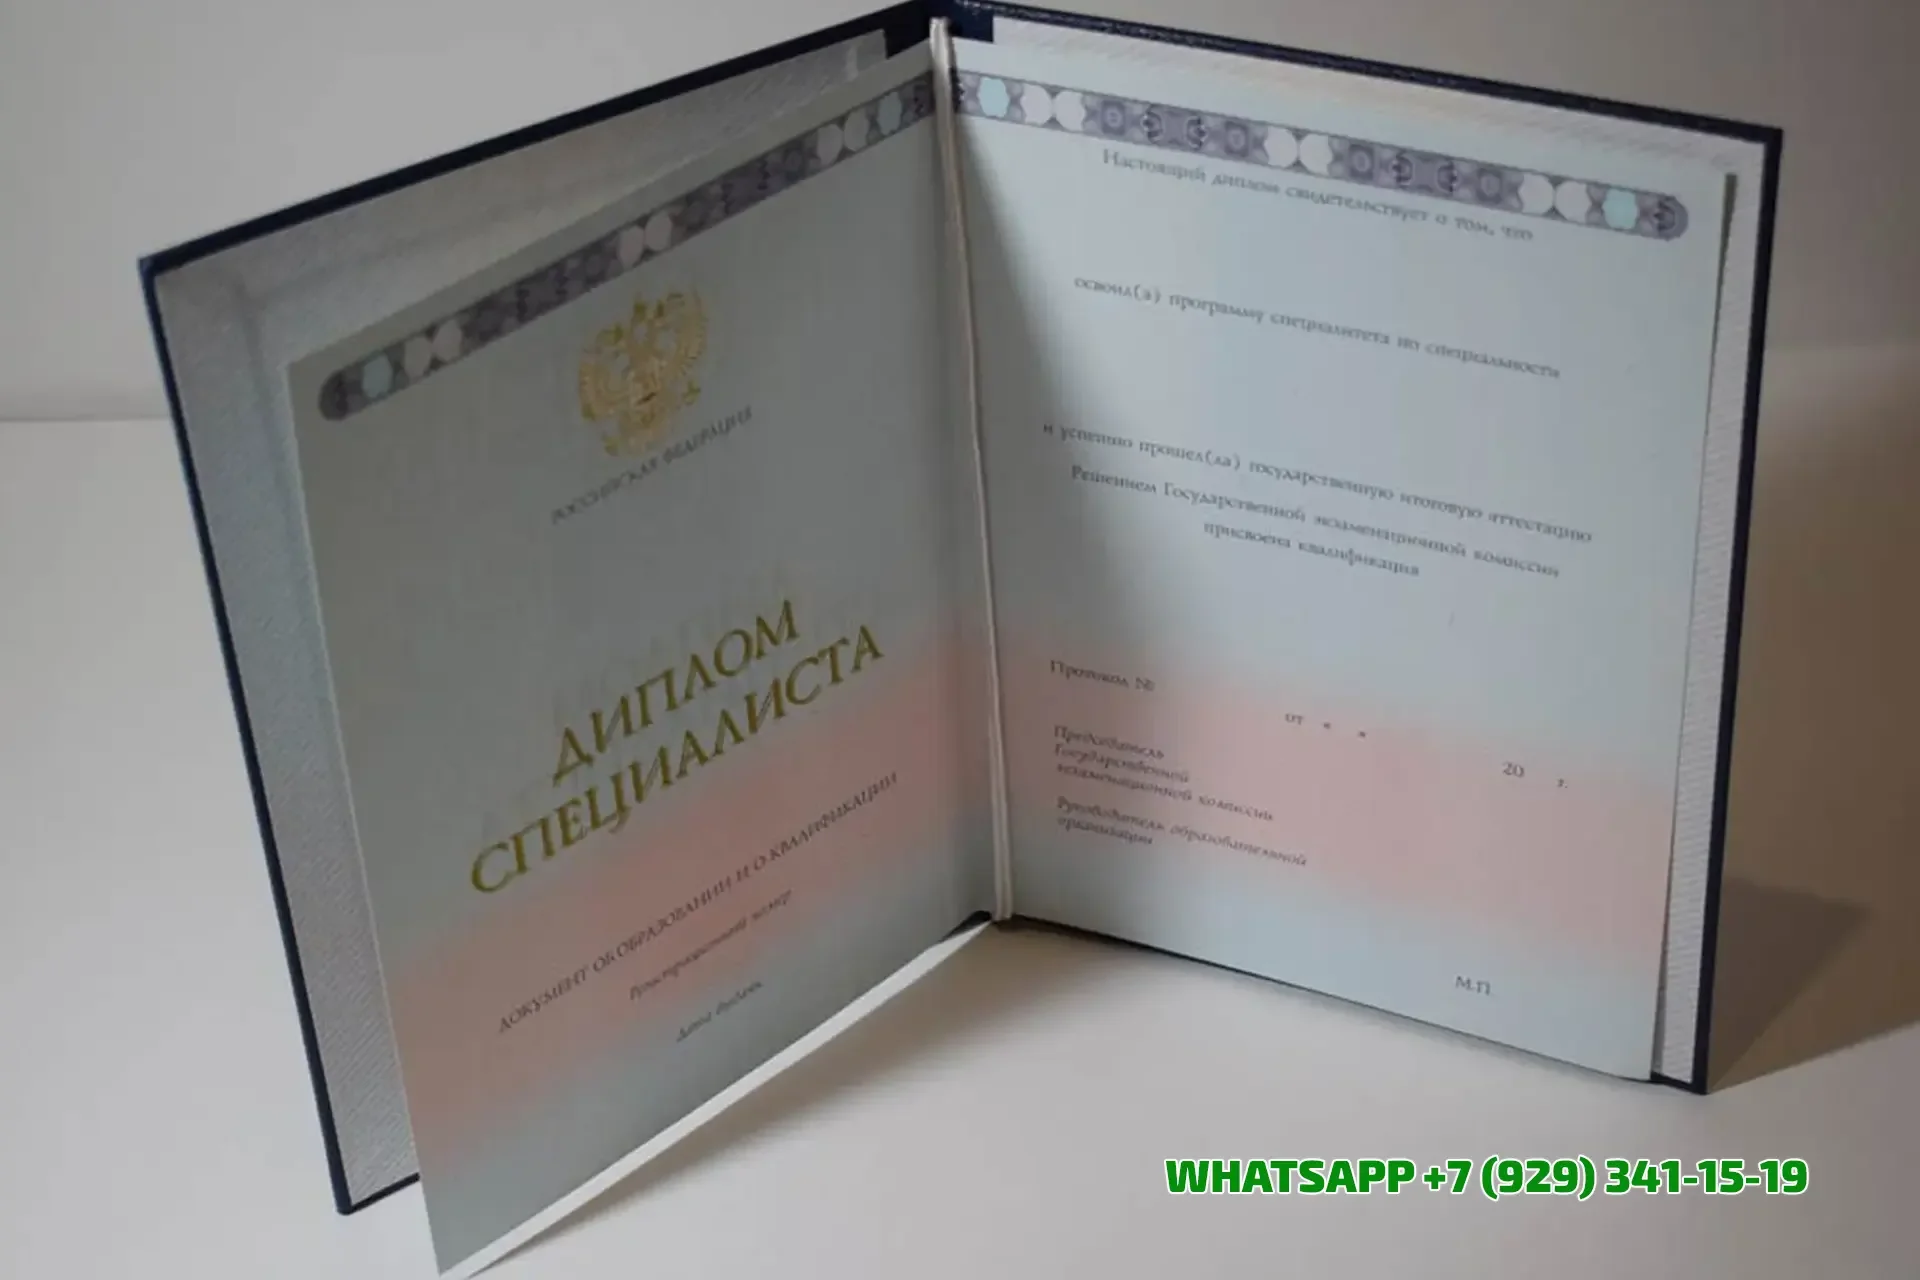 РОССИЙСКАЯ ФЕДЕРАЦИЯ
ДИПЛОМ
СПЕЦИАЛИСТА
ДОКУМЕНТ ОБ ОБРАЗОВАНИИ И О КВАЛИФИКАЦИИ
Регистрационный номер
Дата выдачи
Настоящий диплом свидетельствует о том, что
освоил(а) программу специалитета по специальности
и успешно прошел(ла) государственную итоговую аттестацию
Решением Государственной экзаменационной комиссии
присвоена квалификация
Протокол №
от « »
20 г.
Председатель
Государственной
экзаменационной комиссии
Руководитель образовательной
организации
М.П.
WHATSAPP +7 (929) 341-15-19